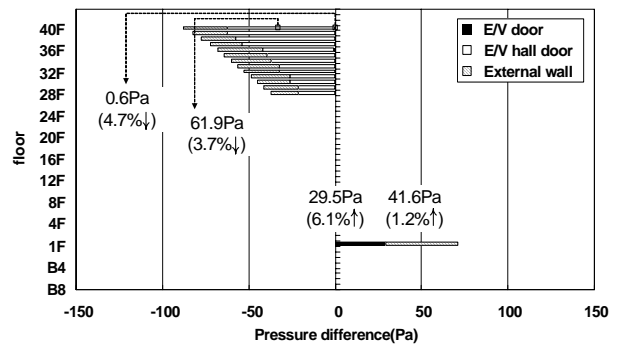 E/V door
E/V hall door
External wall
40F
36F
32F
28F
24F
20F
16F
12F
8F
4F
1F
B4
B8
floor
0.6Pa
(4.7%↓)
61.9Pa
(3.7%↓)
29.5Pa
(6.1%↑)
41.6Pa
(1.2%↑)
-150 -100 -50 0 50 100 150
Pressure difference(Pa)